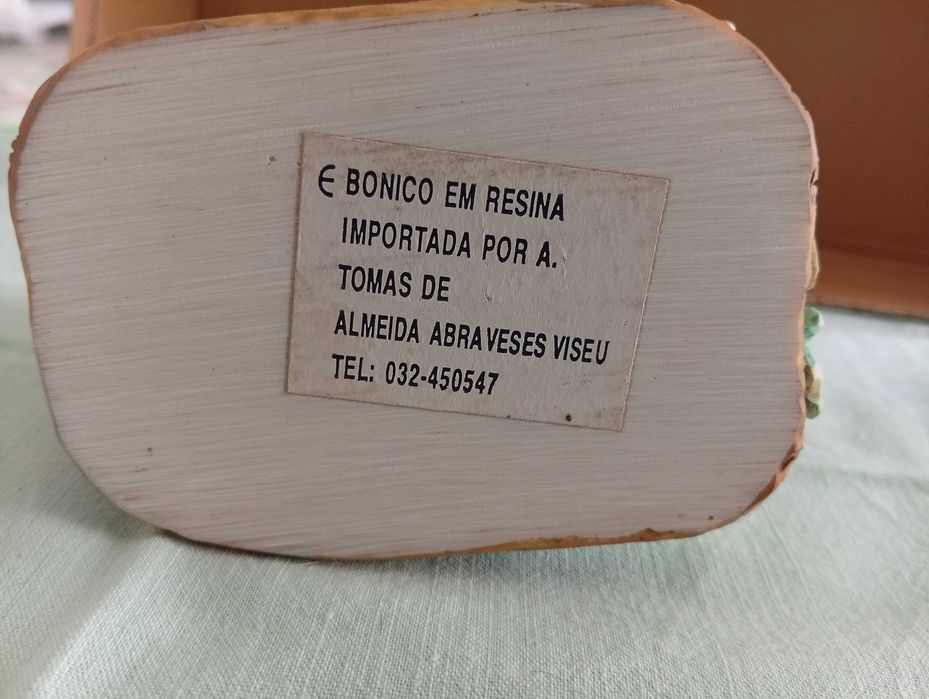 Є BONICO EM RESINA
IMPORTADA POR A.
TOMAS DE
ALMEIDA ABRAVESES VISEU
TEL: 032-450547